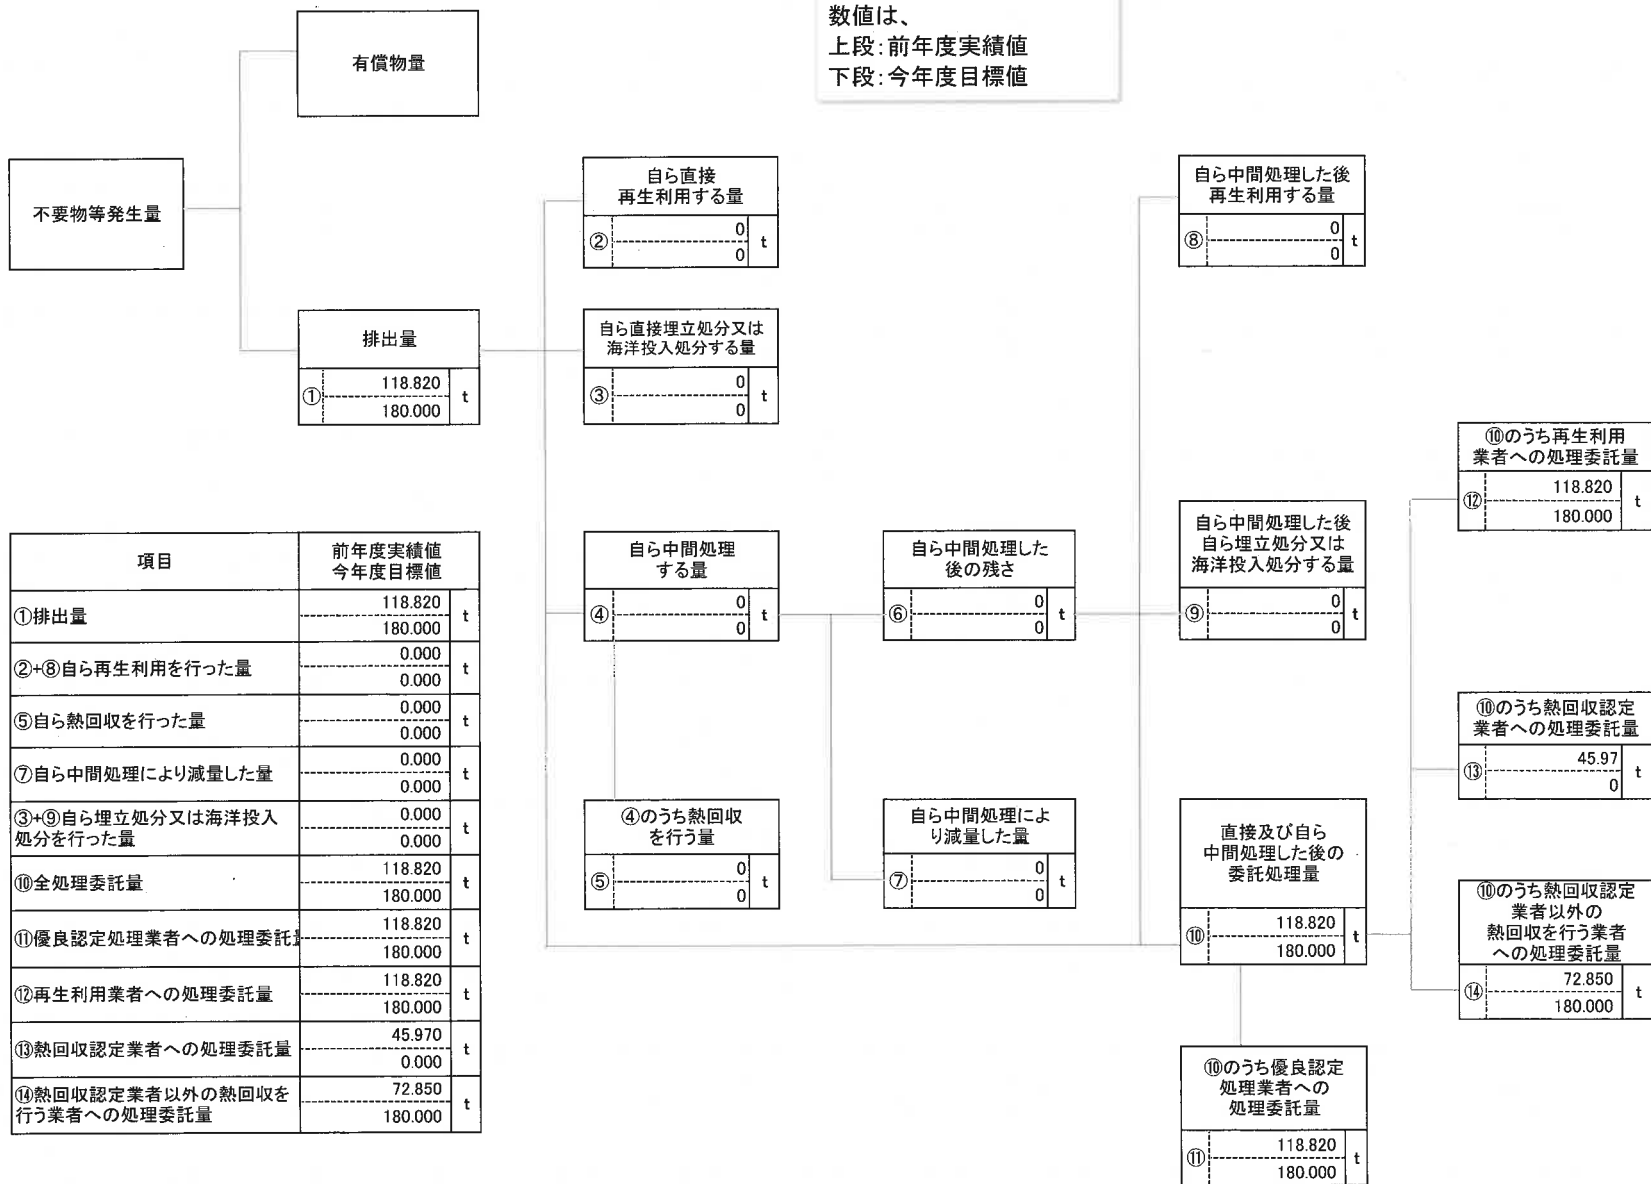 数値は、
上段：前年度実績値
下段：今年度目標値
有償物量
不要物等発生量
排出量
①
118.820
180.000
t
自ら直接
再生利用する量
②
0
0
t
自ら直接埋立処分又は
海洋投入処分する量
③
0
0
t
自ら中間処理
する量
④
0
0
t
④のうち熱回収
を行う量
⑤
0
0
t
自ら中間処理した
後の残さ
⑥
0
0
t
自ら中間処理によ
り減量した量
⑦
0
0
t
自ら中間処理した後
再生利用する量
⑧
0
0
t
自ら中間処理した後
自ら埋立処分又は
海洋投入処分する量
⑨
0
0
t
直接及び自ら
中間処理した後の
委託処理量
⑩
118.820
180.000
t
⑩のうち優良認定
処理業者への
処理委託量
⑪
118.820
180.000
t
⑩のうち再生利用
業者への処理委託量
⑫
118.820
180.000
t
⑩のうち熱回収認定
業者への処理委託量
⑬
45.97
0
t
⑩のうち熱回収認定
業者以外の
熱回収を行う業者
への処理委託量
⑭
72.850
180.000
t
項目
前年度実績値
今年度目標値
①排出量
118.820
180.000
t
②+⑧自ら再生利用を行った量
0.000
0.000
t
⑤自ら熱回収を行った量
0.000
0.000
t
⑦自ら中間処理により減量した量
0.000
0.000
t
③+⑨自ら埋立処分又は海洋投入
処分を行った量
0.000
0.000
t
⑩全処理委託量
118.820
180.000
t
⑪優良認定処理業者への処理委託
118.820
180.000
t
⑫再生利用業者への処理委託量
118.820
180.000
t
⑬熱回収認定業者への処理委託量
45.970
0.000
t
⑭熱回収認定業者以外の熱回収を
行う業者への処理委託量
72.850
180.000
t